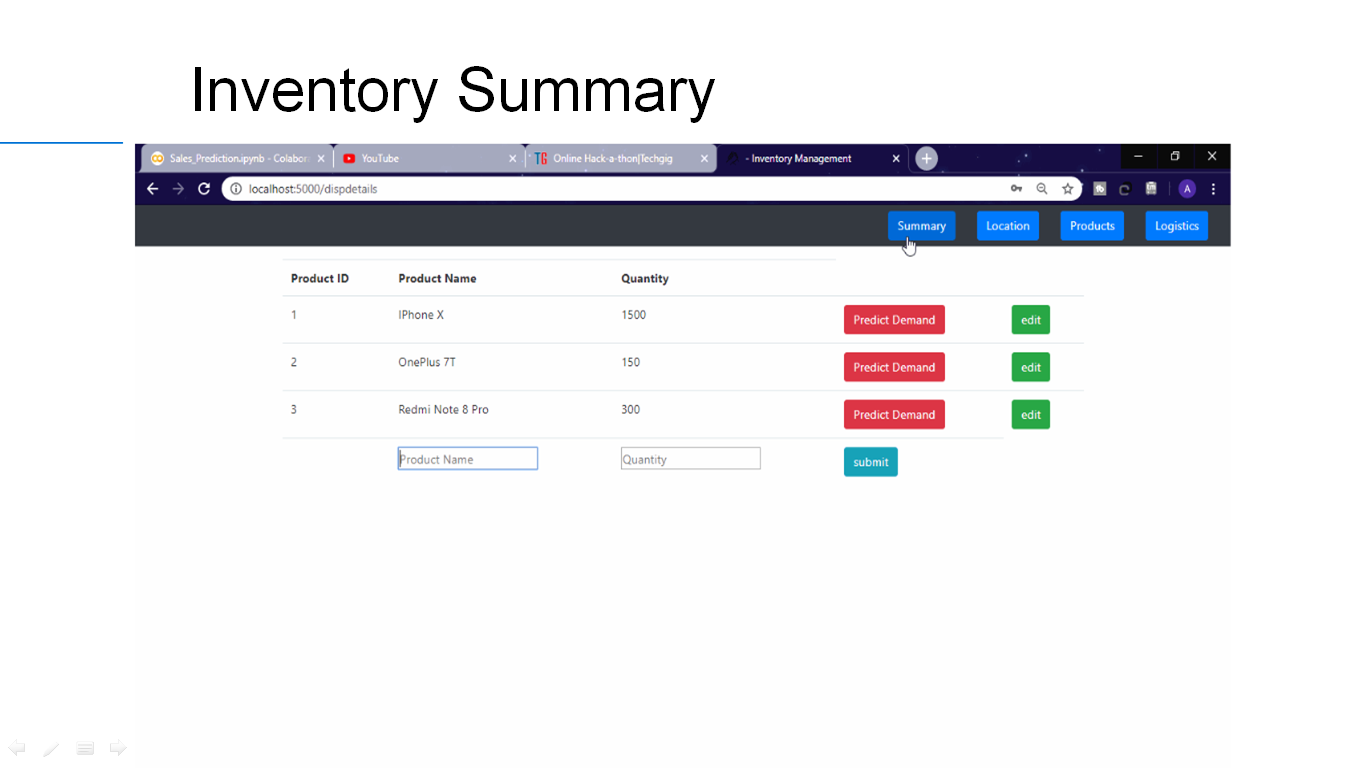 Inventory Summary
Sales_Prediction.ipynb - Colabor
YouTube
TG Online Hack-a-thon|Techgig
- Inventory Management
localhost:5000/dispdetails
A
Summary Location Products Logistics
Product ID Product Name Quantity
1 IPhone X 1500 Predict Demand edit
2 OnePlus 7T 150 Predict Demand edit
3 Redmi Note 8 Pro 300 Predict Demand edit
Product Name Quantity submit